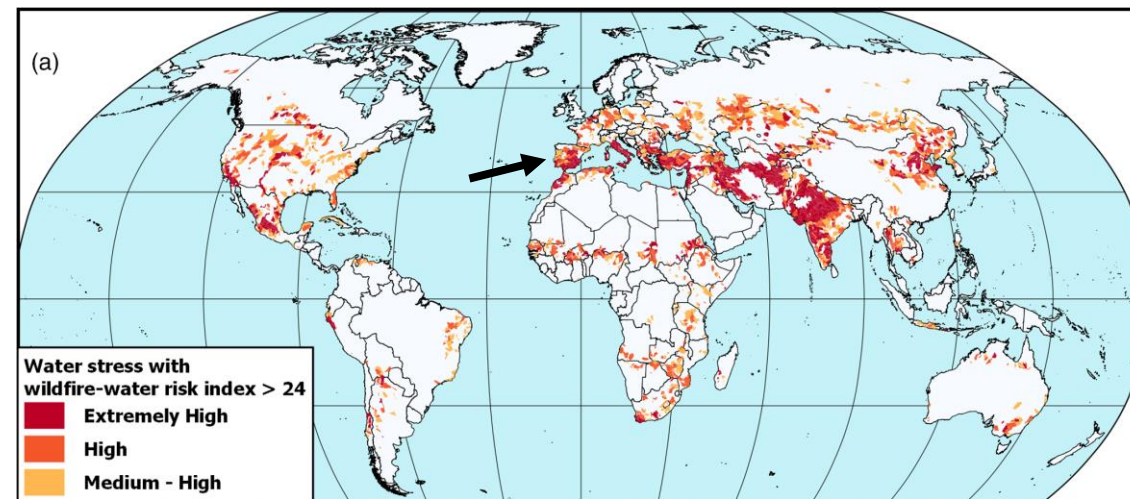 (a)
Water stress with
wildfire-water risk index > 24
Extremely High
High
Medium - High